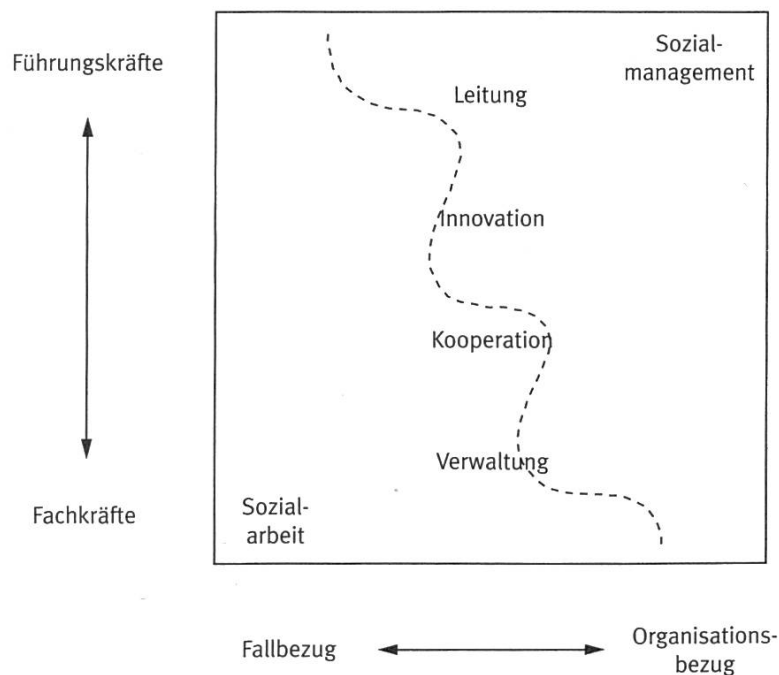 Führungskräfte
Sozial-
management
Leitung
Innovation
Kooperation
Verwaltung
Fachkräfte
Sozial-
arbeit
Fallbezug
Organisations-
bezug